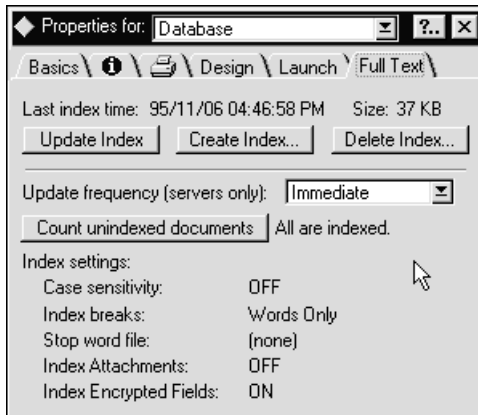 Properties for: Database ?..
Basics Design Launch Full Text
Last index time: 95/11/06 04:46:58 PM Size: 37 KB
Update Index Create Index... Delete Index...
Update frequency (servers only): Immediate
Count unindexed documents All are indexed.
Index settings:
Case sensitivity: OFF
Index breaks: Words Only
Stop word file: (none)
Index Attachments: OFF
Index Encrypted Fields: ON